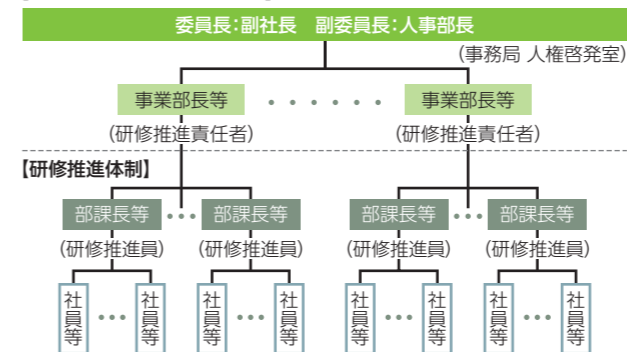 委員長：副社長　副委員長：人事部長
(事務局 人権啓発室)
事業部長等 ・・・・・・ 事業部長等
(研修推進責任者) (研修推進責任者)
【研修推進体制】
部課長等 ・・・ 部課長等 部課長等 ・・・ 部課長等
(研修推進員) (研修推進員) (研修推進員) (研修推進員)
社員等 ・・・ 社員等 社員等 ・・・ 社員等 社員等 ・・・ 社員等 社員等 ・・・ 社員等